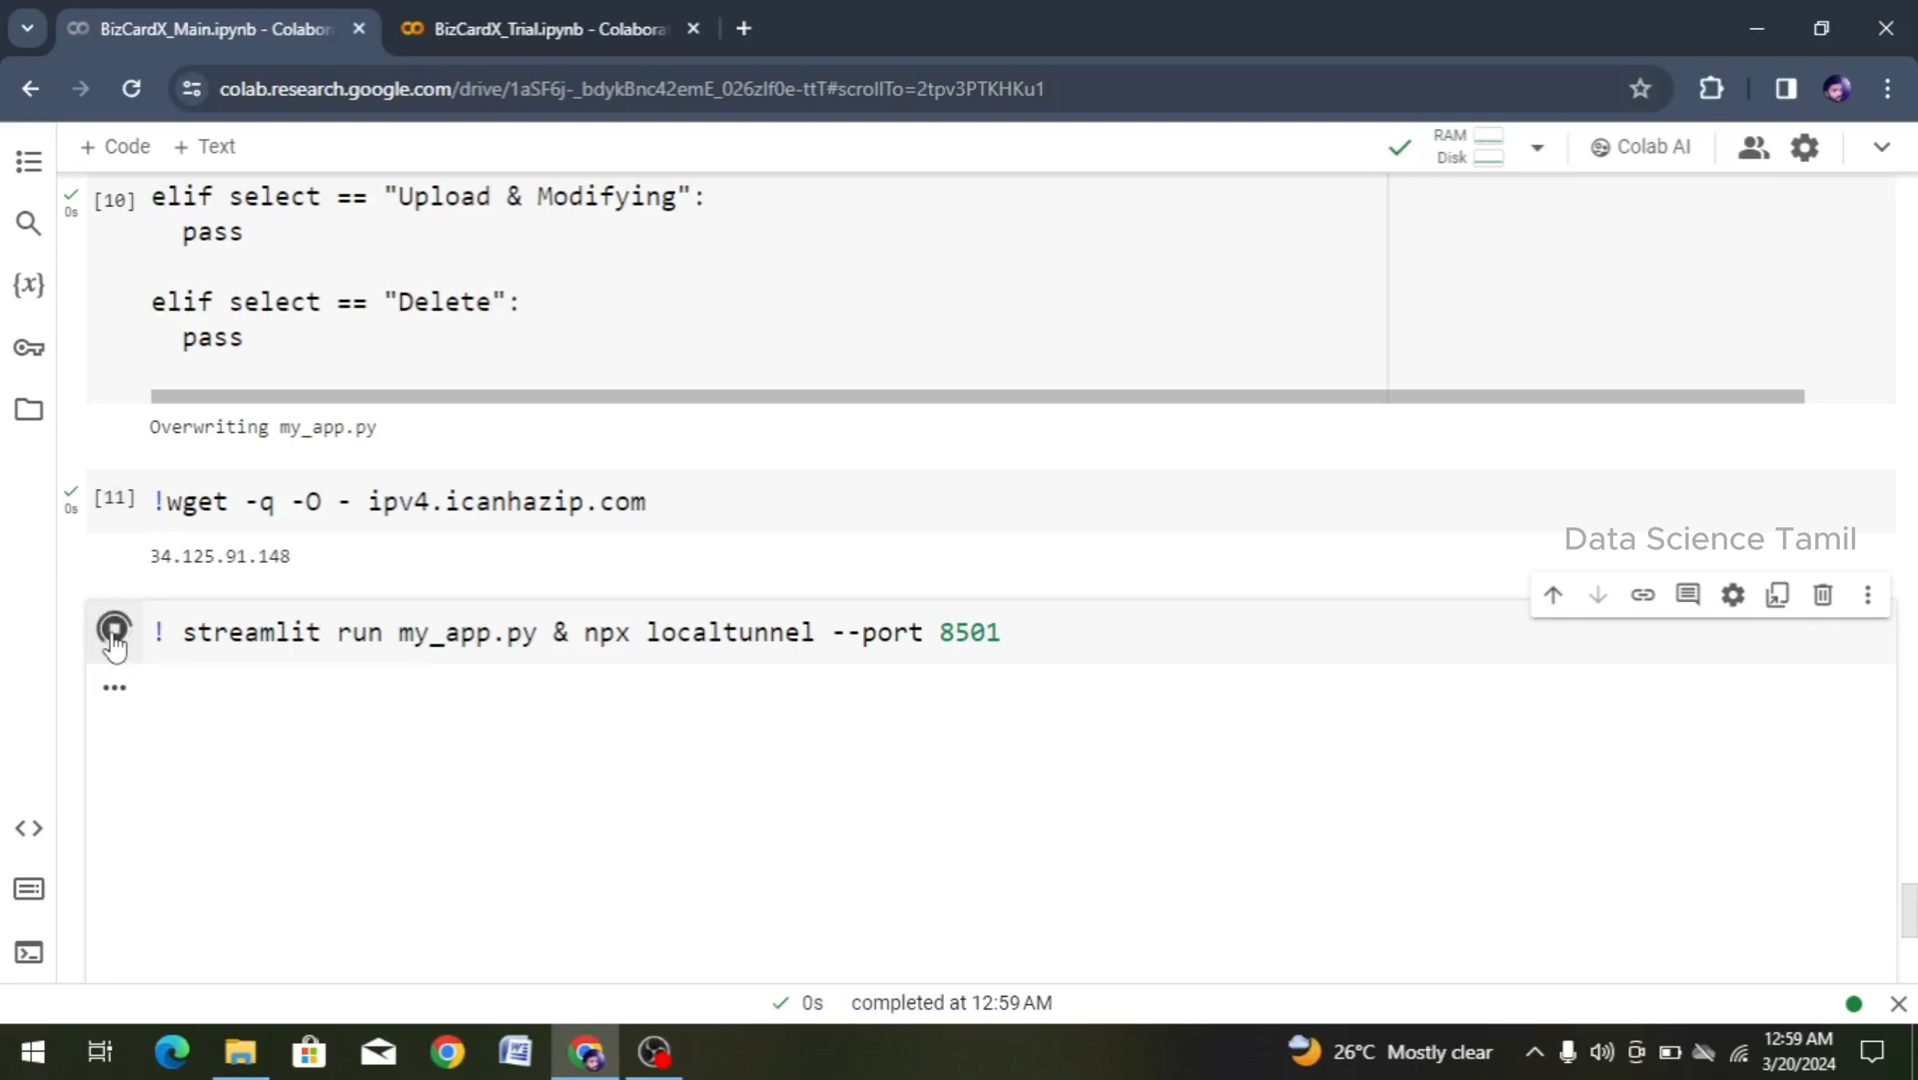 BizCardX_Main.ipynb - Colabor
BizCardX_Trial.ipynb - Colabora
colab.research.google.com/drive/1aSF6j-_bdykBnc42emE_026zIf0e-ttT#scrollTo=2tpv3PTKHKu1
+ Code + Text
RAM
Disk
Colab AI
[10] elif select == "Upload & Modifying":
0s
pass
elif select == "Delete":
pass
Overwriting my_app.py
[11] !wget -q -O - ipv4.icanhazip.com
0s
34.125.91.148
Data Science Tamil
! streamlit run my_app.py & npx localtunnel --port 8501
0s completed at 12:59 AM
26°C Mostly clear
12:59 AM
3/20/2024